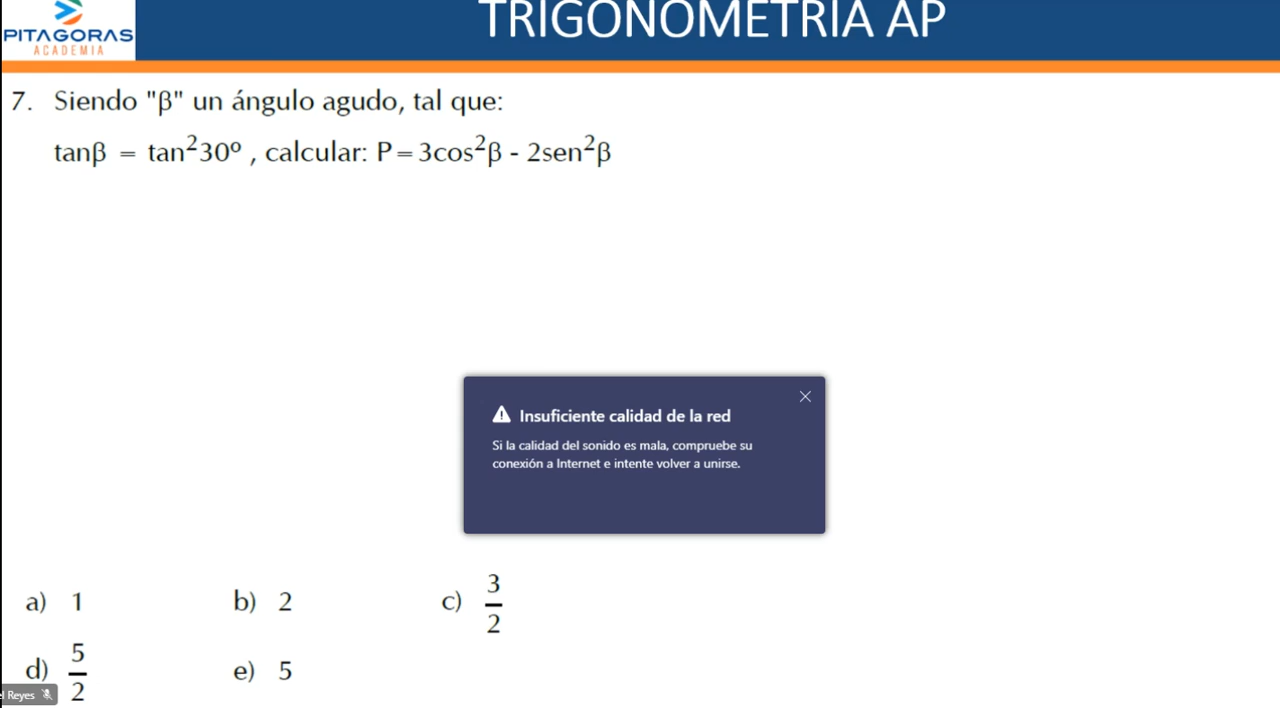 PITAGORAS
ACADEMIA
TRIGONOMETRÍA AP
7. Siendo "β" un ángulo agudo, tal que:
tanβ = tan²30º , calcular: P = 3cos²β - 2sen²β
Insuficiente calidad de la red
Si la calidad del sonido es mala, compruebe su
conexión a Internet e intente volver a unirse.
a) 1 b) 2 c) 3/2
d) 5/2 e) 5
Reyes